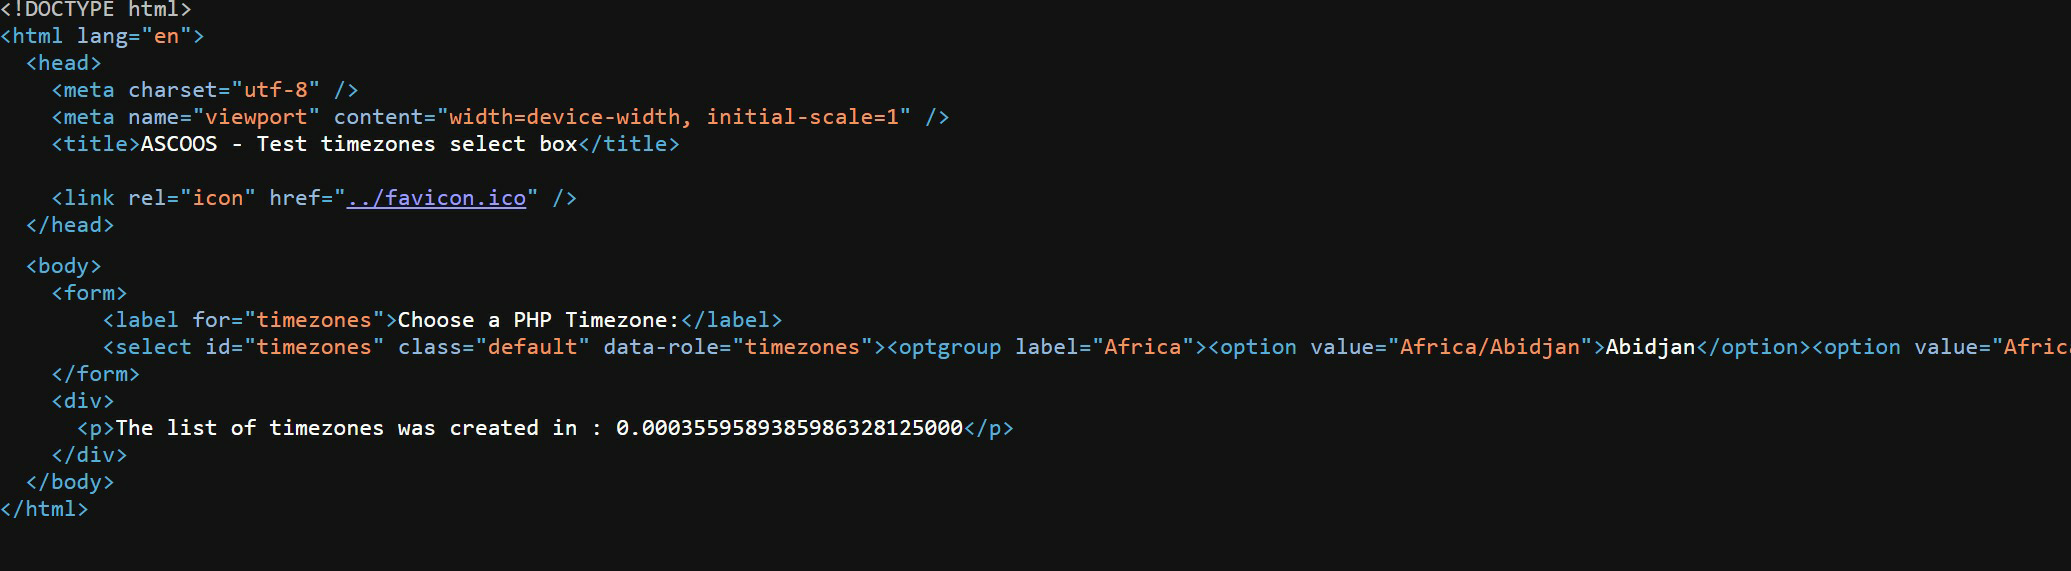 <!DOCTYPE html>
<html lang="en">
<head>
<meta charset="utf-8" />
<meta name="viewport" content="width=device-width, initial-scale=1" />
<title>ASCOOS - Test timezones select box</title>
<link rel="icon" href="../favicon.ico" />
</head>
<body>
<form>
<label for="timezones">Choose a PHP Timezone:</label>
<select id="timezones" class="default" data-role="timezones"><optgroup label="Africa"><option value="Africa/Abidjan">Abidjan</option><option value="Afric
</form>
<div>
<p>The list of timezones was created in : 0.0003559589385986328125000</p>
</div>
</body>
</html>